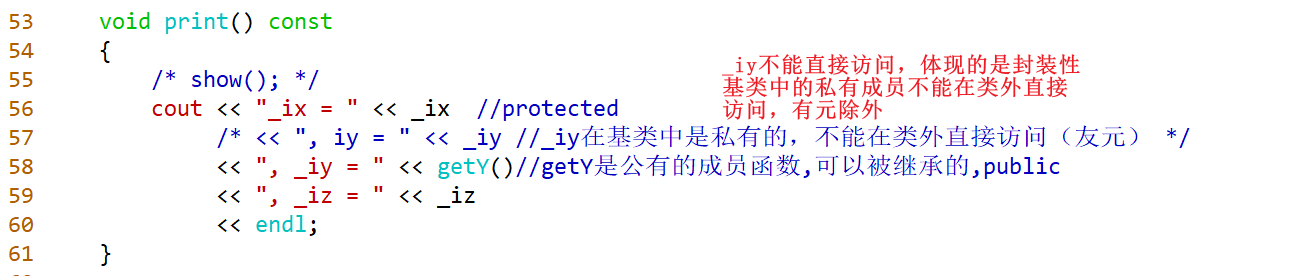 53 void print() const
54 {
55 /* show(); */
56 cout << "_ix = " << _ix //protected
57 /* << ", iy = " << _iy //_iy在基类中是私有的，不能在类外直接访问（友元） */
58 << ", _iy = " << getY()//getY是公有的成员函数,可以被继承的,public
59 << ", _iz = " << _iz
60 << endl;
61 }
_iy不能直接访问，体现的是封装性
基类中的私有成员不能在类外直接
访问，有元除外